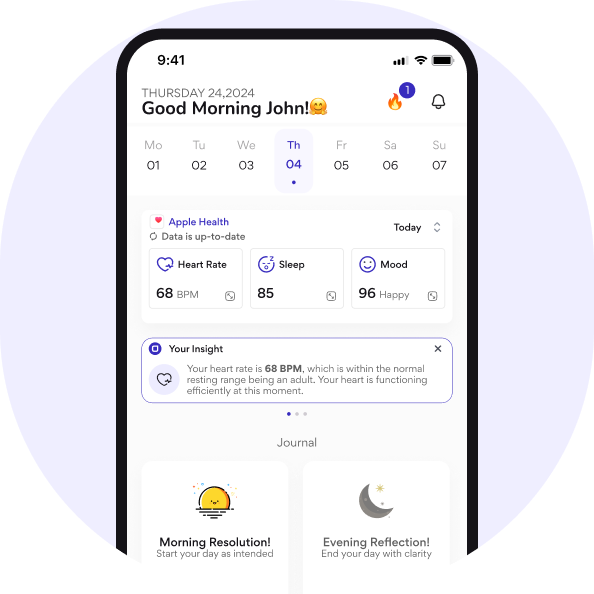 9:41
THURSDAY 24,2024
Good Morning John!🤗
🔥 1
Mo Tu We Th Fr Sa Su
01 02 03 04 05 06 07
Apple Health
Data is up-to-date
Today
Heart Rate Sleep Mood
68 BPM 85 96 Happy
Your Insight
Your heart rate is 68 BPM, which is within the normal
resting range being an adult. Your heart is functioning
efficiently at this moment.
Journal
Morning Resolution!
Start your day as intended
Evening Reflection!
End your day with clarity